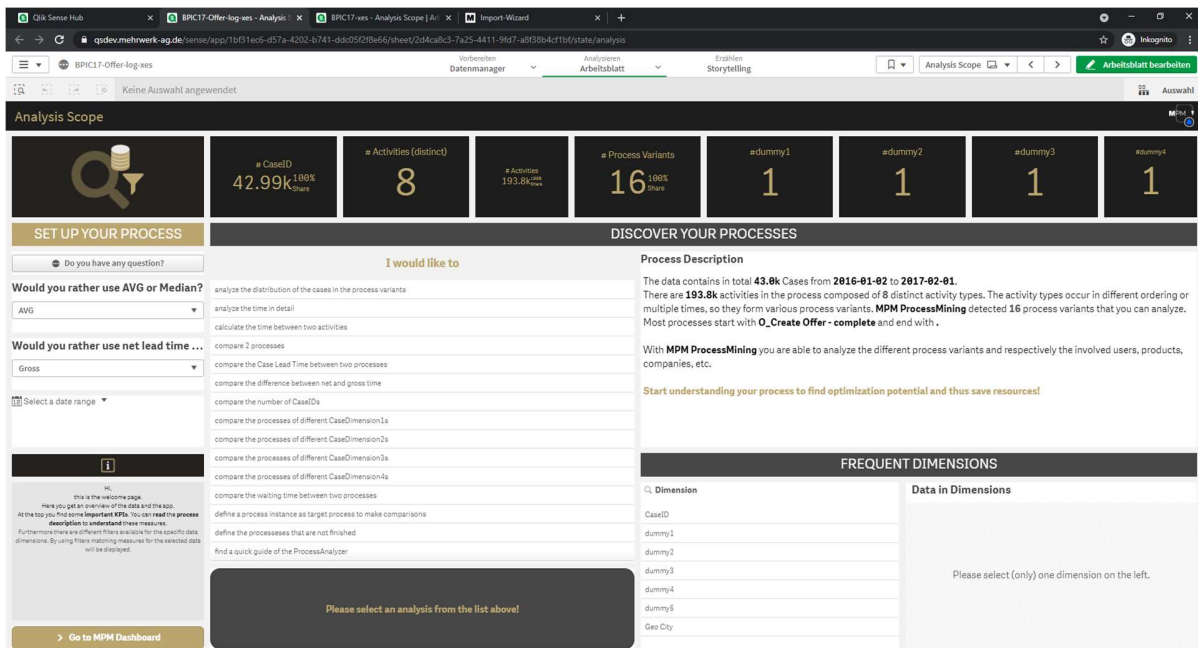 Qlik Sense Hub
BPIC17-Offer-log-xes - Analysis S
BPIC17-xes - Analysis Scope | Arl
Import-Wizard
qsdev.mehrwerk-ag.de/sense/app/1bf31ec6-d57a-4202-b741-ddc05f2f8e66/sheet/2d4ca8c3-7a25-4411-9fd7-a8f38b4cf1bf/state/analysis
Inkognito
BPIC17-Offer-log-xes
Vorbereiten
Datenmanager
Analysieren
Arbeitsblatt
Erzählen
Storytelling
Analysis Scope
Arbeitsblatt bearbeiten
Keine Auswahl angewendet
Auswahl
Analysis Scope
MPM
# CaseID
42.99k 100%
Share
# Activities (distinct)
8
# Activities
193.8k 100%
Share
# Process Variants
16 100%
Share
#dummy1
1
#dummy2
1
#dummy3
1
#dummy4
1
SET UP YOUR PROCESS
DISCOVER YOUR PROCESSES
Do you have any question?
Would you rather use AVG or Median?
AVG
Would you rather use net lead time ...
Gross
Select a date range
i
Hi,
this is the welcome page.
Here you get an overview of the data and the app.
At the top you find some important KPIs. You can read the process
description to understand these measures.
Furthermore there are different filters available for the specific data
dimensions. By using filters matching measures for the selected data
will be displayed.
> Go to MPM Dashboard
I would like to
analyze the distribution of the cases in the process variants
analyze the time in detail
calculate the time between two activities
compare 2 processes
compare the Case Lead Time between two processes
compare the difference between net and gross time
compare the number of CaseIDs
compare the processes of different CaseDimension1s
compare the processes of different CaseDimension2s
compare the processes of different CaseDimension3s
compare the processes of different CaseDimension4s
compare the waiting time between two processes
define a process instance as target process to make comparisons
define the processeses that are not finished
find a quick guide of the ProcessAnalyzer
Please select an analysis from the list above!
Process Description
The data contains in total 43.0k Cases from 2016-01-02 to 2017-02-01.
There are 193.8k activities in the process composed of 8 distinct activity types. The activity types occur in different ordering or
multiple times, so they form various process variants. MPM ProcessMining detected 16 process variants that you can analyze.
Most processes start with O_Create Offer - complete and end with .
With MPM ProcessMining you are able to analyze the different process variants and respectively the involved users, products,
companies, etc.
Start understanding your process to find optimization potential and thus save resources!
FREQUENT DIMENSIONS
Dimension
CaseID
dummy1
dummy2
dummy3
dummy4
dummy5
Geo City
Data in Dimensions
Please select (only) one dimension on the left.